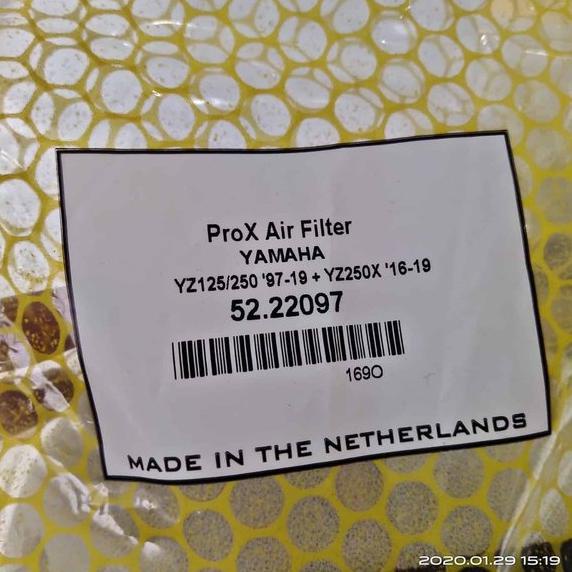 ProX Air Filter
YAMAHA
YZ125/250 '97-19 + YZ250X '16-19
52.22097
169O
MADE IN THE NETHERLANDS
2020.01.29 15:19